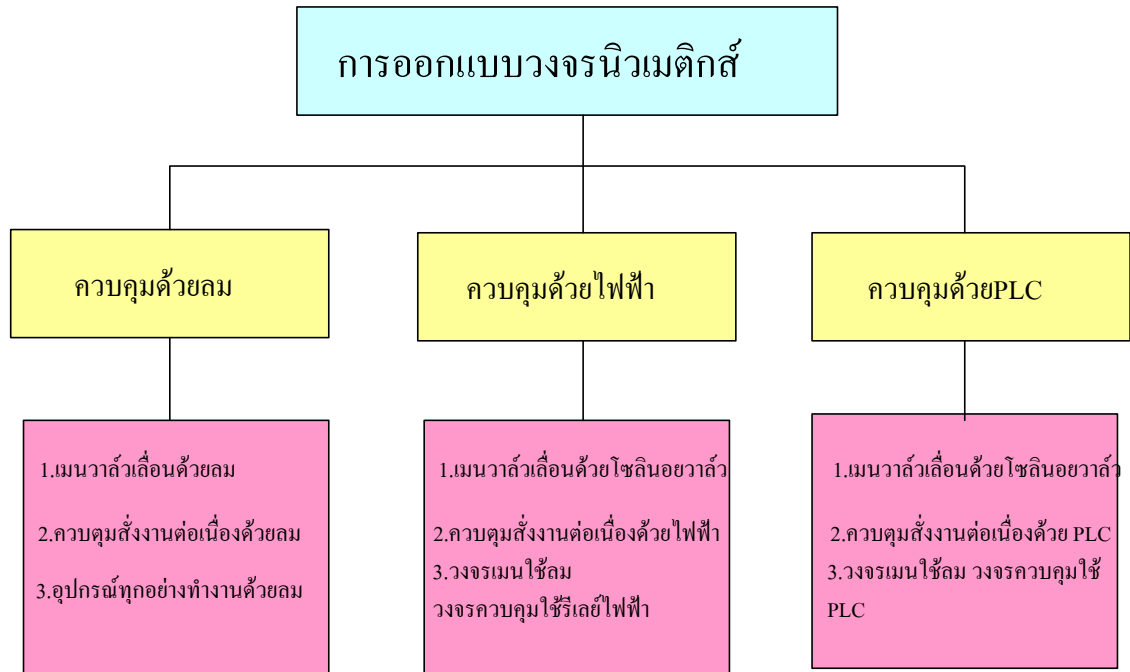 การออกแบบวงจรนิวเมติกส์
ควบคุมด้วยลม
ควบคุมด้วยไฟฟ้า
ควบคุมด้วยPLC
1.เมนวาล์วเลื่อนด้วยลม
2.ควบตุมสั่งงานต่อเนื่องด้วยลม
3.อุปกรณ์ทุกอย่างทำงานด้วยลม
1.เมนวาล์วเลื่อนด้วยโซลินอยวาล์ว
2.ควบตุมสั่งงานต่อเนื่องด้วยไฟฟ้า
3.วงจรเมนใช้ลม
วงจรควบคุมใช้รีเลย์ไฟฟ้า
1.เมนวาล์วเลื่อนด้วยโซลินอยวาล์ว
2.ควบตุมสั่งงานต่อเนื่องด้วย PLC
3.วงจรเมนใช้ลม วงจรควบคุมใช้
PLC